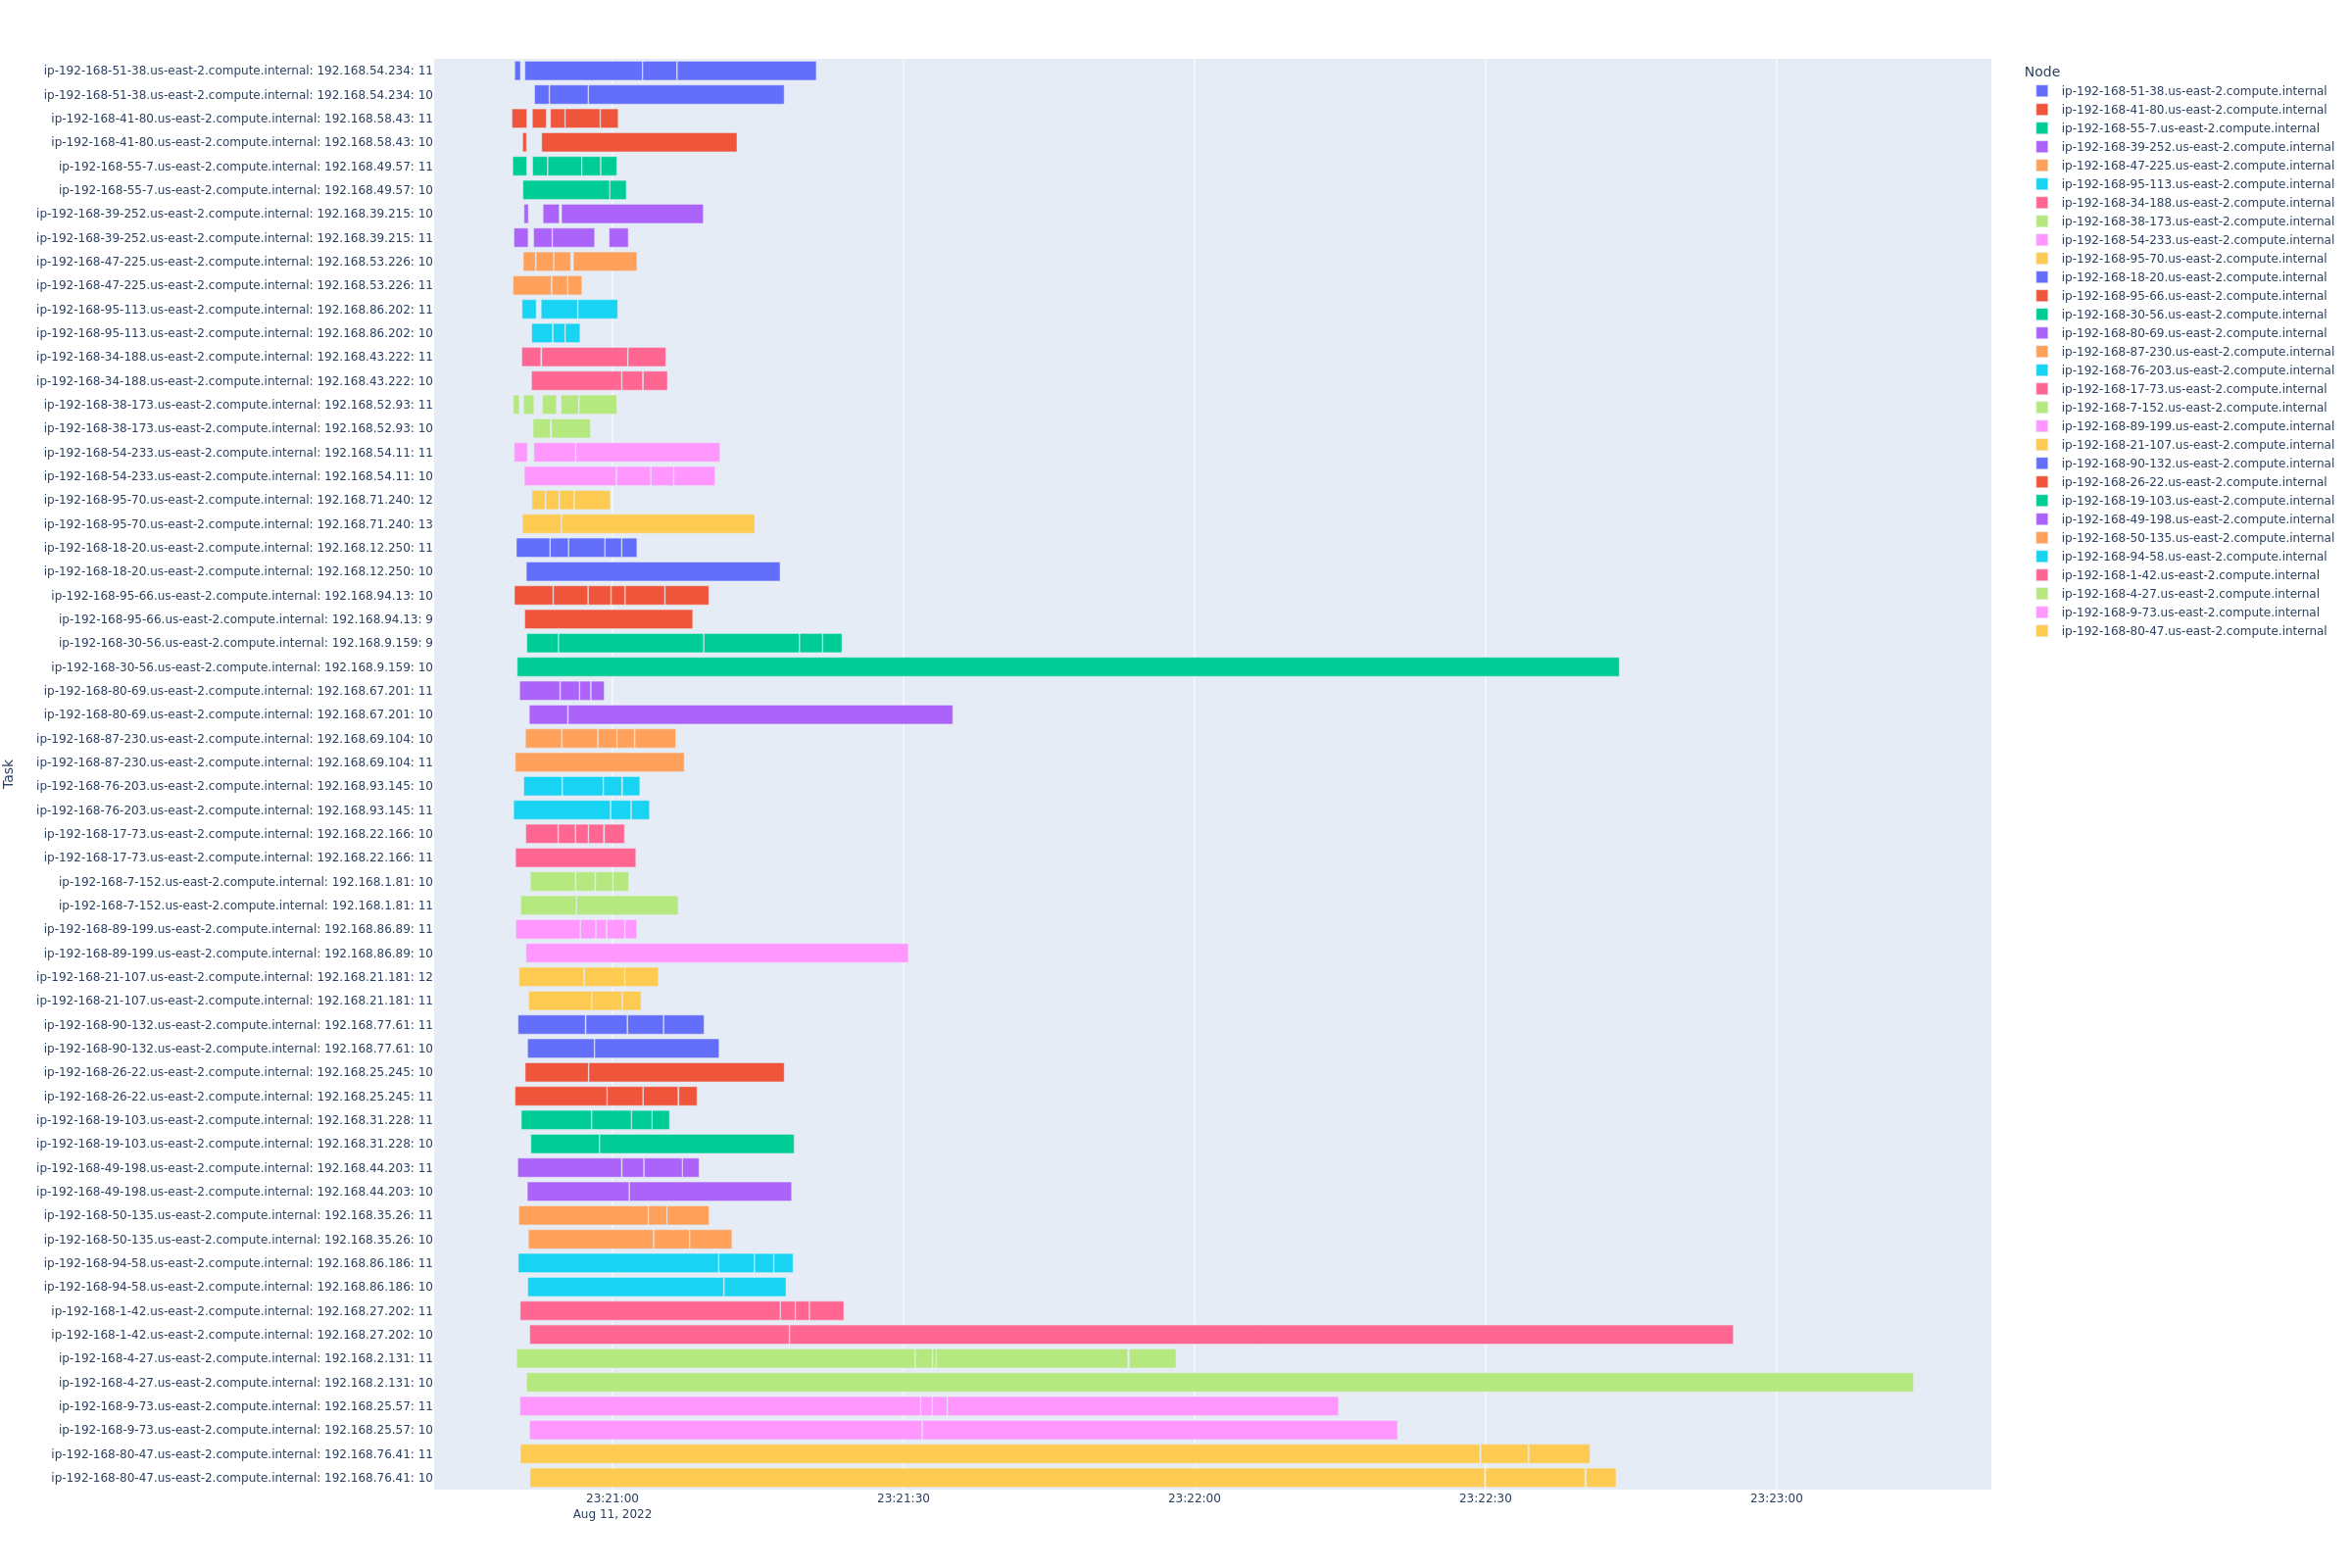 ip-192-168-51-38.us-east-2.compute.internal: 192.168.54.234: 11
ip-192-168-51-38.us-east-2.compute.internal: 192.168.54.234: 10
ip-192-168-41-80.us-east-2.compute.internal: 192.168.58.43: 11
ip-192-168-41-80.us-east-2.compute.internal: 192.168.58.43: 10
ip-192-168-55-7.us-east-2.compute.internal: 192.168.49.57: 11
ip-192-168-55-7.us-east-2.compute.internal: 192.168.49.57: 10
ip-192-168-39-252.us-east-2.compute.internal: 192.168.39.215: 10
ip-192-168-39-252.us-east-2.compute.internal: 192.168.39.215: 11
ip-192-168-47-225.us-east-2.compute.internal: 192.168.53.226: 10
ip-192-168-47-225.us-east-2.compute.internal: 192.168.53.226: 11
ip-192-168-95-113.us-east-2.compute.internal: 192.168.86.202: 11
ip-192-168-95-113.us-east-2.compute.internal: 192.168.86.202: 10
ip-192-168-34-188.us-east-2.compute.internal: 192.168.43.222: 11
ip-192-168-34-188.us-east-2.compute.internal: 192.168.43.222: 10
ip-192-168-38-173.us-east-2.compute.internal: 192.168.52.93: 11
ip-192-168-38-173.us-east-2.compute.internal: 192.168.52.93: 10
ip-192-168-54-233.us-east-2.compute.internal: 192.168.54.11: 11
ip-192-168-54-233.us-east-2.compute.internal: 192.168.54.11: 10
ip-192-168-95-70.us-east-2.compute.internal: 192.168.71.240: 12
ip-192-168-95-70.us-east-2.compute.internal: 192.168.71.240: 13
ip-192-168-18-20.us-east-2.compute.internal: 192.168.12.250: 11
ip-192-168-18-20.us-east-2.compute.internal: 192.168.12.250: 10
ip-192-168-95-66.us-east-2.compute.internal: 192.168.94.13: 10
ip-192-168-95-66.us-east-2.compute.internal: 192.168.94.13: 9
ip-192-168-30-56.us-east-2.compute.internal: 192.168.9.159: 9
ip-192-168-30-56.us-east-2.compute.internal: 192.168.9.159: 10
ip-192-168-80-69.us-east-2.compute.internal: 192.168.67.201: 11
ip-192-168-80-69.us-east-2.compute.internal: 192.168.67.201: 10
ip-192-168-87-230.us-east-2.compute.internal: 192.168.69.104: 10
ip-192-168-87-230.us-east-2.compute.internal: 192.168.69.104: 11
ip-192-168-76-203.us-east-2.compute.internal: 192.168.93.145: 10
ip-192-168-76-203.us-east-2.compute.internal: 192.168.93.145: 11
ip-192-168-17-73.us-east-2.compute.internal: 192.168.22.166: 10
ip-192-168-17-73.us-east-2.compute.internal: 192.168.22.166: 11
ip-192-168-7-152.us-east-2.compute.internal: 192.168.1.81: 10
ip-192-168-7-152.us-east-2.compute.internal: 192.168.1.81: 11
ip-192-168-89-199.us-east-2.compute.internal: 192.168.86.89: 11
ip-192-168-89-199.us-east-2.compute.internal: 192.168.86.89: 10
ip-192-168-21-107.us-east-2.compute.internal: 192.168.21.181: 12
ip-192-168-21-107.us-east-2.compute.internal: 192.168.21.181: 11
ip-192-168-90-132.us-east-2.compute.internal: 192.168.77.61: 11
ip-192-168-90-132.us-east-2.compute.internal: 192.168.77.61: 10
ip-192-168-26-22.us-east-2.compute.internal: 192.168.25.245: 10
ip-192-168-26-22.us-east-2.compute.internal: 192.168.25.245: 11
ip-192-168-19-103.us-east-2.compute.internal: 192.168.31.228: 11
ip-192-168-19-103.us-east-2.compute.internal: 192.168.31.228: 10
ip-192-168-49-198.us-east-2.compute.internal: 192.168.44.203: 11
ip-192-168-49-198.us-east-2.compute.internal: 192.168.44.203: 10
ip-192-168-50-135.us-east-2.compute.internal: 192.168.35.26: 11
ip-192-168-50-135.us-east-2.compute.internal: 192.168.35.26: 10
ip-192-168-94-58.us-east-2.compute.internal: 192.168.86.186: 11
ip-192-168-94-58.us-east-2.compute.internal: 192.168.86.186: 10
ip-192-168-1-42.us-east-2.compute.internal: 192.168.27.202: 11
ip-192-168-1-42.us-east-2.compute.internal: 192.168.27.202: 10
ip-192-168-4-27.us-east-2.compute.internal: 192.168.2.131: 11
ip-192-168-4-27.us-east-2.compute.internal: 192.168.2.131: 10
ip-192-168-9-73.us-east-2.compute.internal: 192.168.25.57: 11
ip-192-168-9-73.us-east-2.compute.internal: 192.168.25.57: 10
ip-192-168-80-47.us-east-2.compute.internal: 192.168.76.41: 11
ip-192-168-80-47.us-east-2.compute.internal: 192.168.76.41: 10
Task
23:21:00
Aug 11, 2022
23:21:30
23:22:00
23:22:30
23:23:00
Node
ip-192-168-51-38.us-east-2.compute.internal
ip-192-168-41-80.us-east-2.compute.internal
ip-192-168-55-7.us-east-2.compute.internal
ip-192-168-39-252.us-east-2.compute.internal
ip-192-168-47-225.us-east-2.compute.internal
ip-192-168-95-113.us-east-2.compute.internal
ip-192-168-34-188.us-east-2.compute.internal
ip-192-168-38-173.us-east-2.compute.internal
ip-192-168-54-233.us-east-2.compute.internal
ip-192-168-95-70.us-east-2.compute.internal
ip-192-168-18-20.us-east-2.compute.internal
ip-192-168-95-66.us-east-2.compute.internal
ip-192-168-30-56.us-east-2.compute.internal
ip-192-168-80-69.us-east-2.compute.internal
ip-192-168-87-230.us-east-2.compute.internal
ip-192-168-76-203.us-east-2.compute.internal
ip-192-168-17-73.us-east-2.compute.internal
ip-192-168-7-152.us-east-2.compute.internal
ip-192-168-89-199.us-east-2.compute.internal
ip-192-168-21-107.us-east-2.compute.internal
ip-192-168-90-132.us-east-2.compute.internal
ip-192-168-26-22.us-east-2.compute.internal
ip-192-168-19-103.us-east-2.compute.internal
ip-192-168-49-198.us-east-2.compute.internal
ip-192-168-50-135.us-east-2.compute.internal
ip-192-168-94-58.us-east-2.compute.internal
ip-192-168-1-42.us-east-2.compute.internal
ip-192-168-4-27.us-east-2.compute.internal
ip-192-168-9-73.us-east-2.compute.internal
ip-192-168-80-47.us-east-2.compute.internal